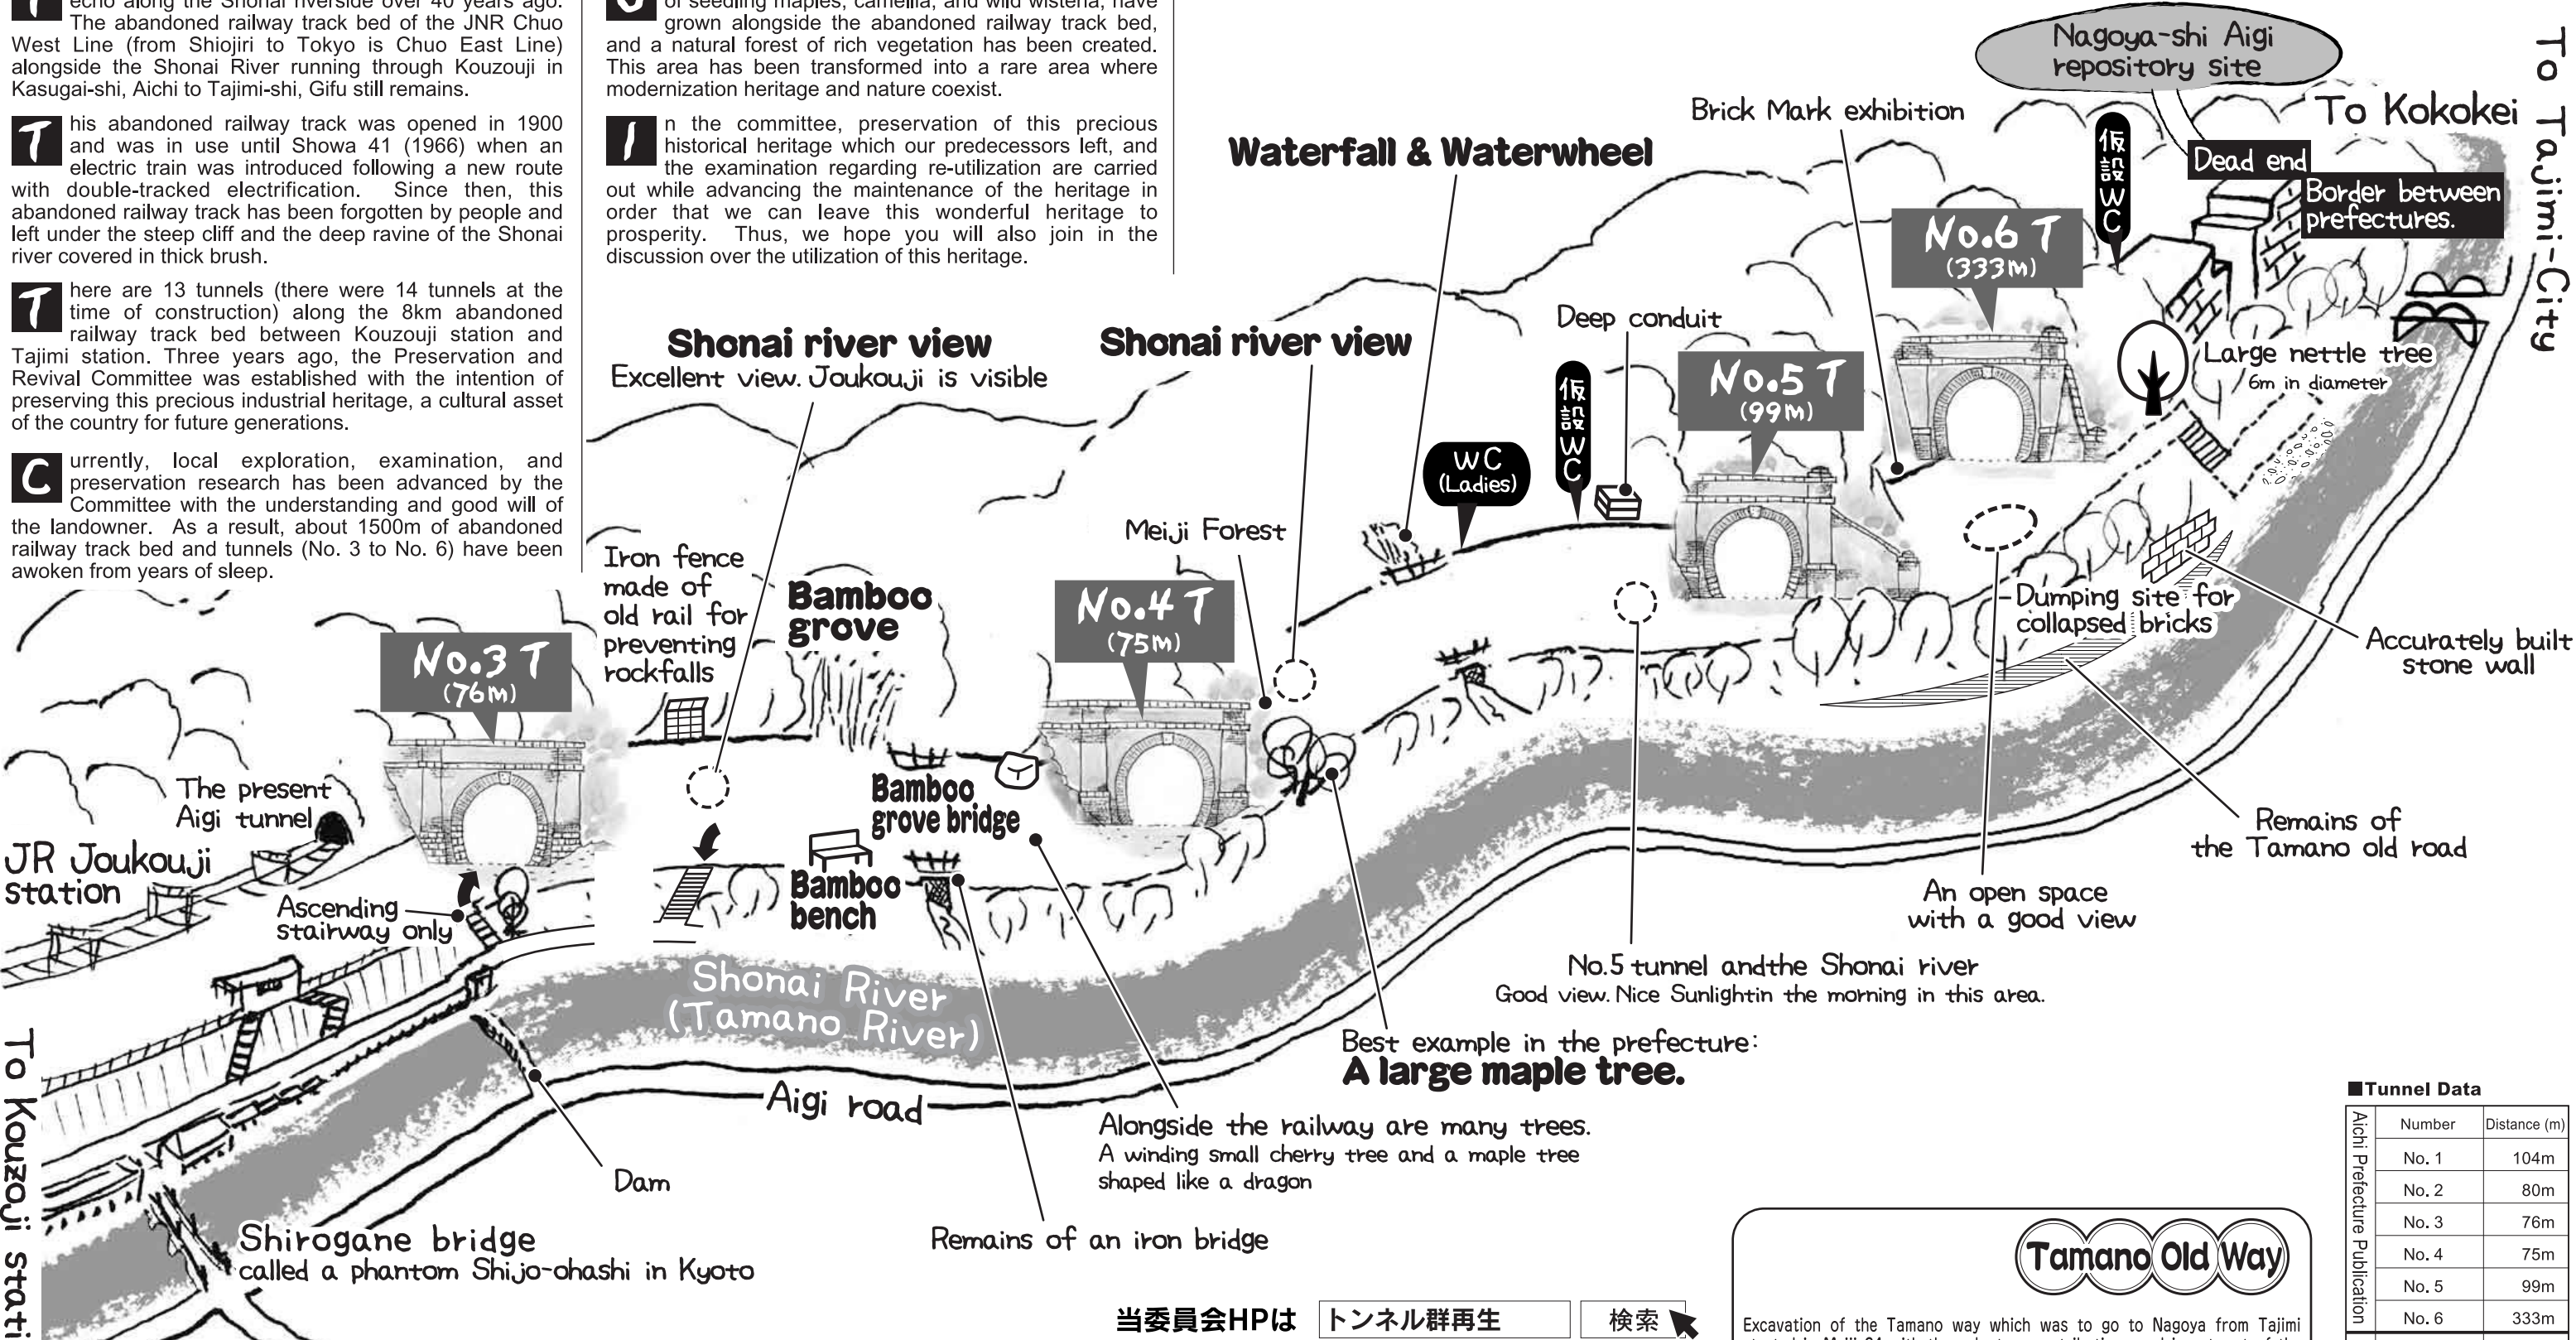 echo along the Shonai riverside over 40 years ago.
The abandoned railway track bed of the JNR Chuo
West Line (from Shiojiri to Tokyo is Chuo East Line)
alongside the Shonai River running through Kouzouji in
Kasugai-shi, Aichi to Tajimi-shi, Gifu still remains.
This abandoned railway track was opened in 1900
and was in use until Showa 41 (1966) when an
electric train was introduced following a new route
with double-tracked electrification. Since then, this
abandoned railway track has been forgotten by people and
left under the steep cliff and the deep ravine of the Shonai
river covered in thick brush.
There are 13 tunnels (there were 14 tunnels at the
time of construction) along the 8km abandoned
railway track bed between Kouzouji station and
Tajimi station. Three years ago, the Preservation and
Revival Committee was established with the intention of
preserving this precious industrial heritage, a cultural asset
of the country for future generations.
Currently, local exploration, examination, and
preservation research has been advanced by the
Committee with the understanding and good will of
the landowner. As a result, about 1500m of abandoned
railway track bed and tunnels (No. 3 to No. 6) have been
awoken from years of sleep.
of seedling maples, camellia, and wild wisteria, have
grown alongside the abandoned railway track bed,
and a natural forest of rich vegetation has been created.
This area has been transformed into a rare area where
modernization heritage and nature coexist.
In the committee, preservation of this precious
historical heritage which our predecessors left, and
the examination regarding re-utilization are carried
out while advancing the maintenance of the heritage in
order that we can leave this wonderful heritage to
prosperity. Thus, we hope you will also join in the
discussion over the utilization of this heritage.
Nagoya-shi Aigi
repository site
To Tajimi-City
To Kokokei
Dead end
Border between
prefectures.
仮設WC
Brick Mark exhibition
Waterfall & Waterwheel
No.6 T
(333m)
Deep conduit
Large nettle tree
6m in diameter
Shonai river view
Excellent view. Joukouji is visible
Shonai river view
No.5 T
(99m)
仮設WC
WC
(Ladies)
Meiji Forest
Iron fence
made of
old rail for
preventing
rockfalls
Bamboo
grove
No.4 T
(75m)
Dumping site for
collapsed bricks
Accurately built
stone wall
No.3 T
(76m)
The present
Aigi tunnel
Bamboo
grove bridge
JR Joukouji
station
Ascending
stairway only
Bamboo
bench
Remains of
the Tamano old road
An open space
with a good view
Shonai River
(Tamano River)
No.5 tunnel andthe Shonai river
Good view. Nice Sunlightin the morning in this area.
Best example in the prefecture:
A large maple tree.
Aigi road
Alongside the railway are many trees.
A winding small cherry tree and a maple tree
shaped like a dragon
Dam
Remains of an iron bridge
To Kouzoji stati
Shirogane bridge
called a phantom Shijo-ohashi in Kyoto
当委員会HPは トンネル群再生 検索
Tamano Old Way
Excavation of the Tamano way which was to go to Nagoya from Tajimi
■Tunnel Data
Aichi Prefecture Publication
Number Distance (m)
No. 1 104m
No. 2 80m
No. 3 76m
No. 4 75m
No. 5 99m
No. 6 333m